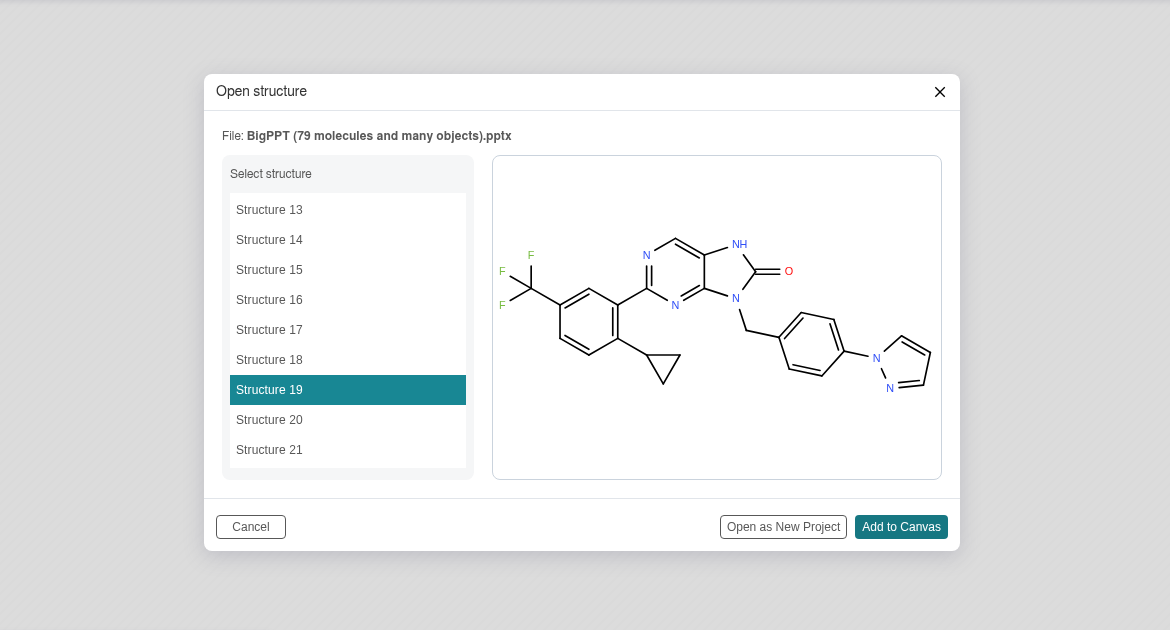 Open structure
File: BigPPT (79 molecules and many objects).pptx
Select structure
Structure 13
Structure 14
Structure 15
Structure 16
Structure 17
Structure 18
Structure 19
Structure 20
Structure 21
F
F
F
N
N
NH
O
N
N
N
Cancel
Open as New Project
Add to Canvas